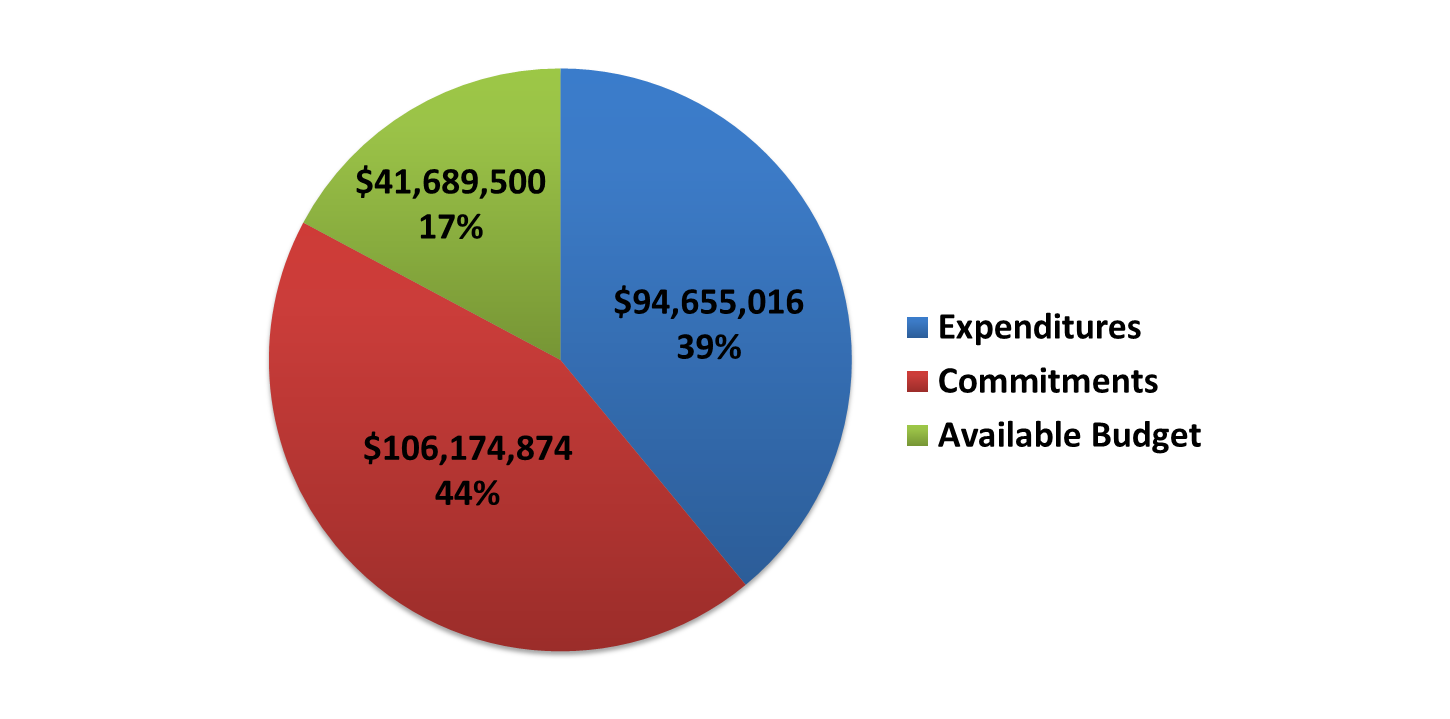 $41,689,500
17%
$94,655,016
39%
$106,174,874
44%
Expenditures
Commitments
Available Budget